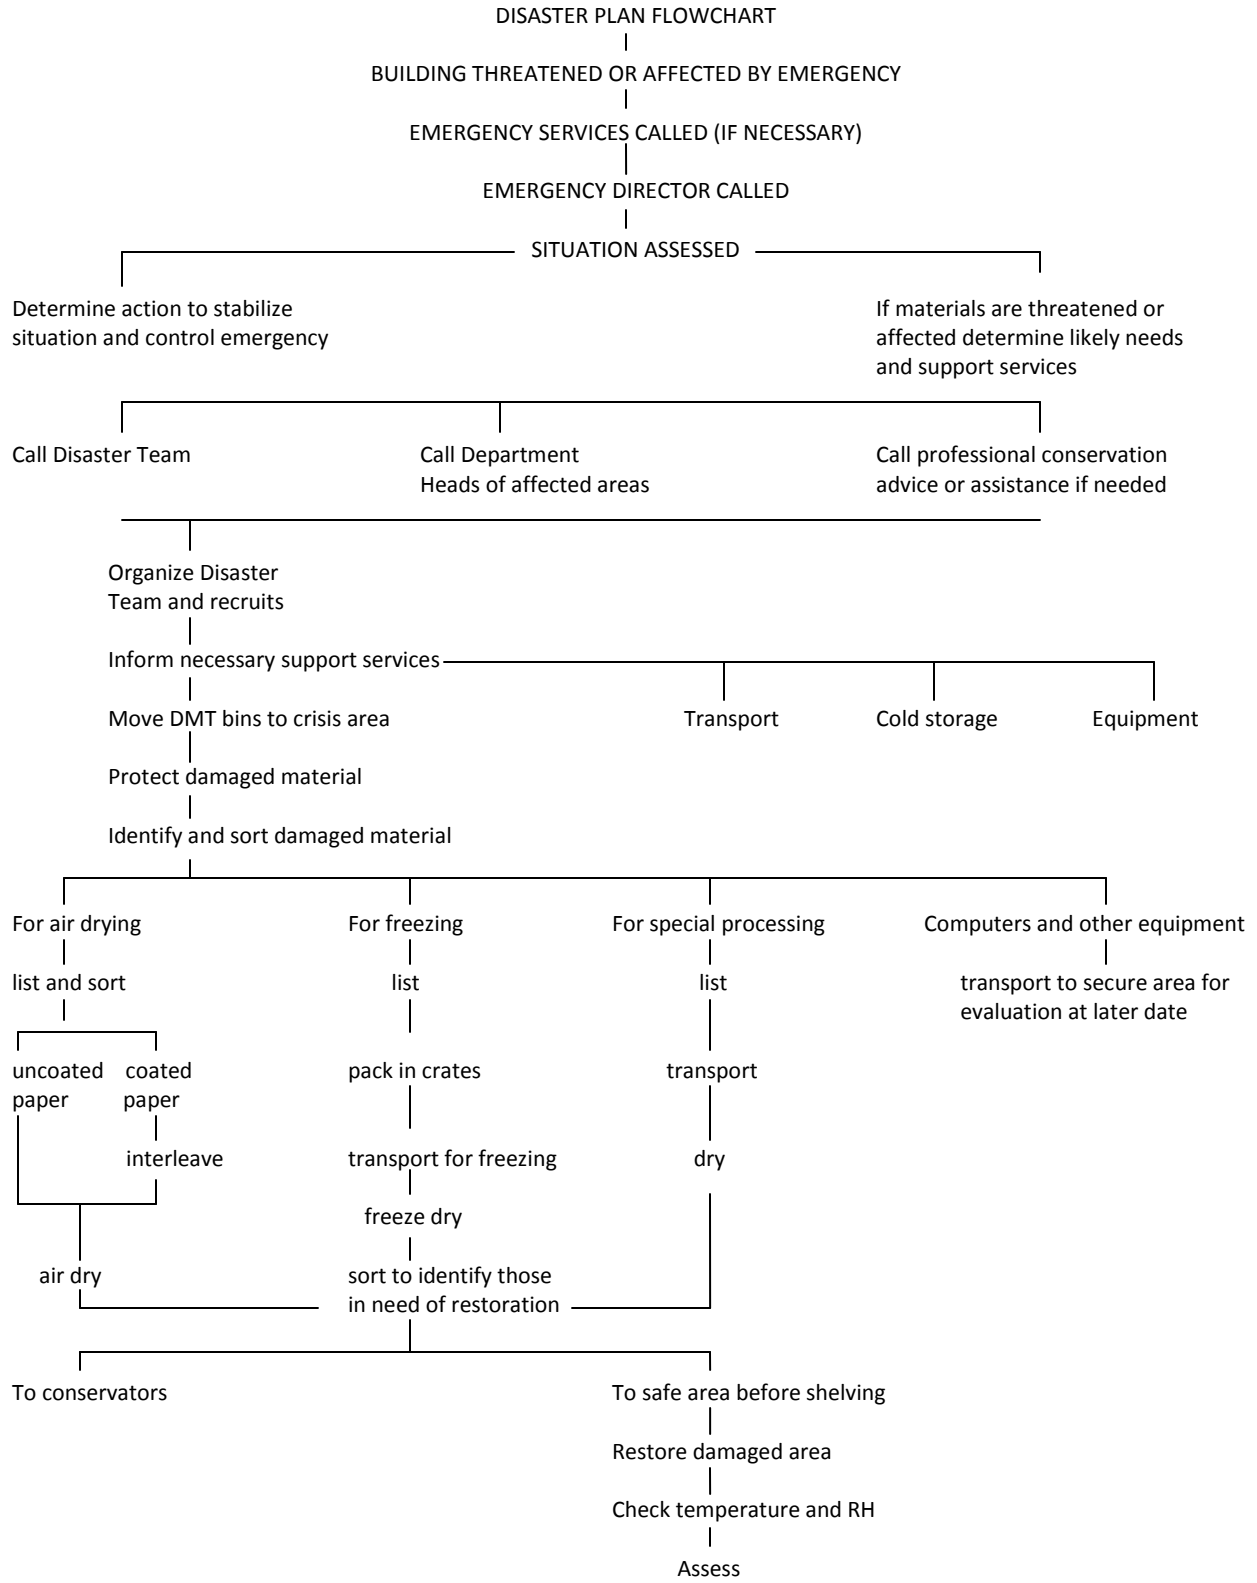 DISASTER PLAN FLOWCHART
BUILDING THREATENED OR AFFECTED BY EMERGENCY
EMERGENCY SERVICES CALLED (IF NECESSARY)
EMERGENCY DIRECTOR CALLED
SITUATION ASSESSED
Determine action to stabilize
situation and control emergency
If materials are threatened or
affected determine likely needs
and support services
Call Disaster Team
Call Department
Heads of affected areas
Call professional conservation
advice or assistance if needed
Organize Disaster
Team and recruits
Inform necessary support services
Move DMT bins to crisis area
Transport
Cold storage
Equipment
Protect damaged material
Identify and sort damaged material
For air drying
For freezing
For special processing
Computers and other equipment
list and sort
list
list
transport to secure area for
evaluation at later date
uncoated
paper
coated
paper
pack in crates
transport
interleave
transport for freezing
dry
freeze dry
air dry
sort to identify those
in need of restoration
To conservators
To safe area before shelving
Restore damaged area
Check temperature and RH
Assess